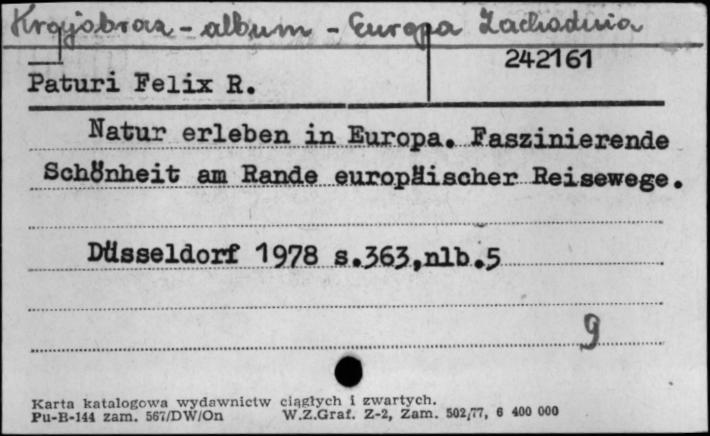 Krajobraz - album - Europa Zachodnia
242161
Paturi Felix R.
Natur erleben in Europa. Faszinierende
Schönheit am Rande europäischer Reisewege.
Düsseldorf 1978 s.363,nlb.5
g
Karta katalogowa wydawnictw ciągłych i zwartych.
Pu-B-144 zam. 567/DW/On W.Z.Graf. Z-2, Zam. 502/77, 6 400 000